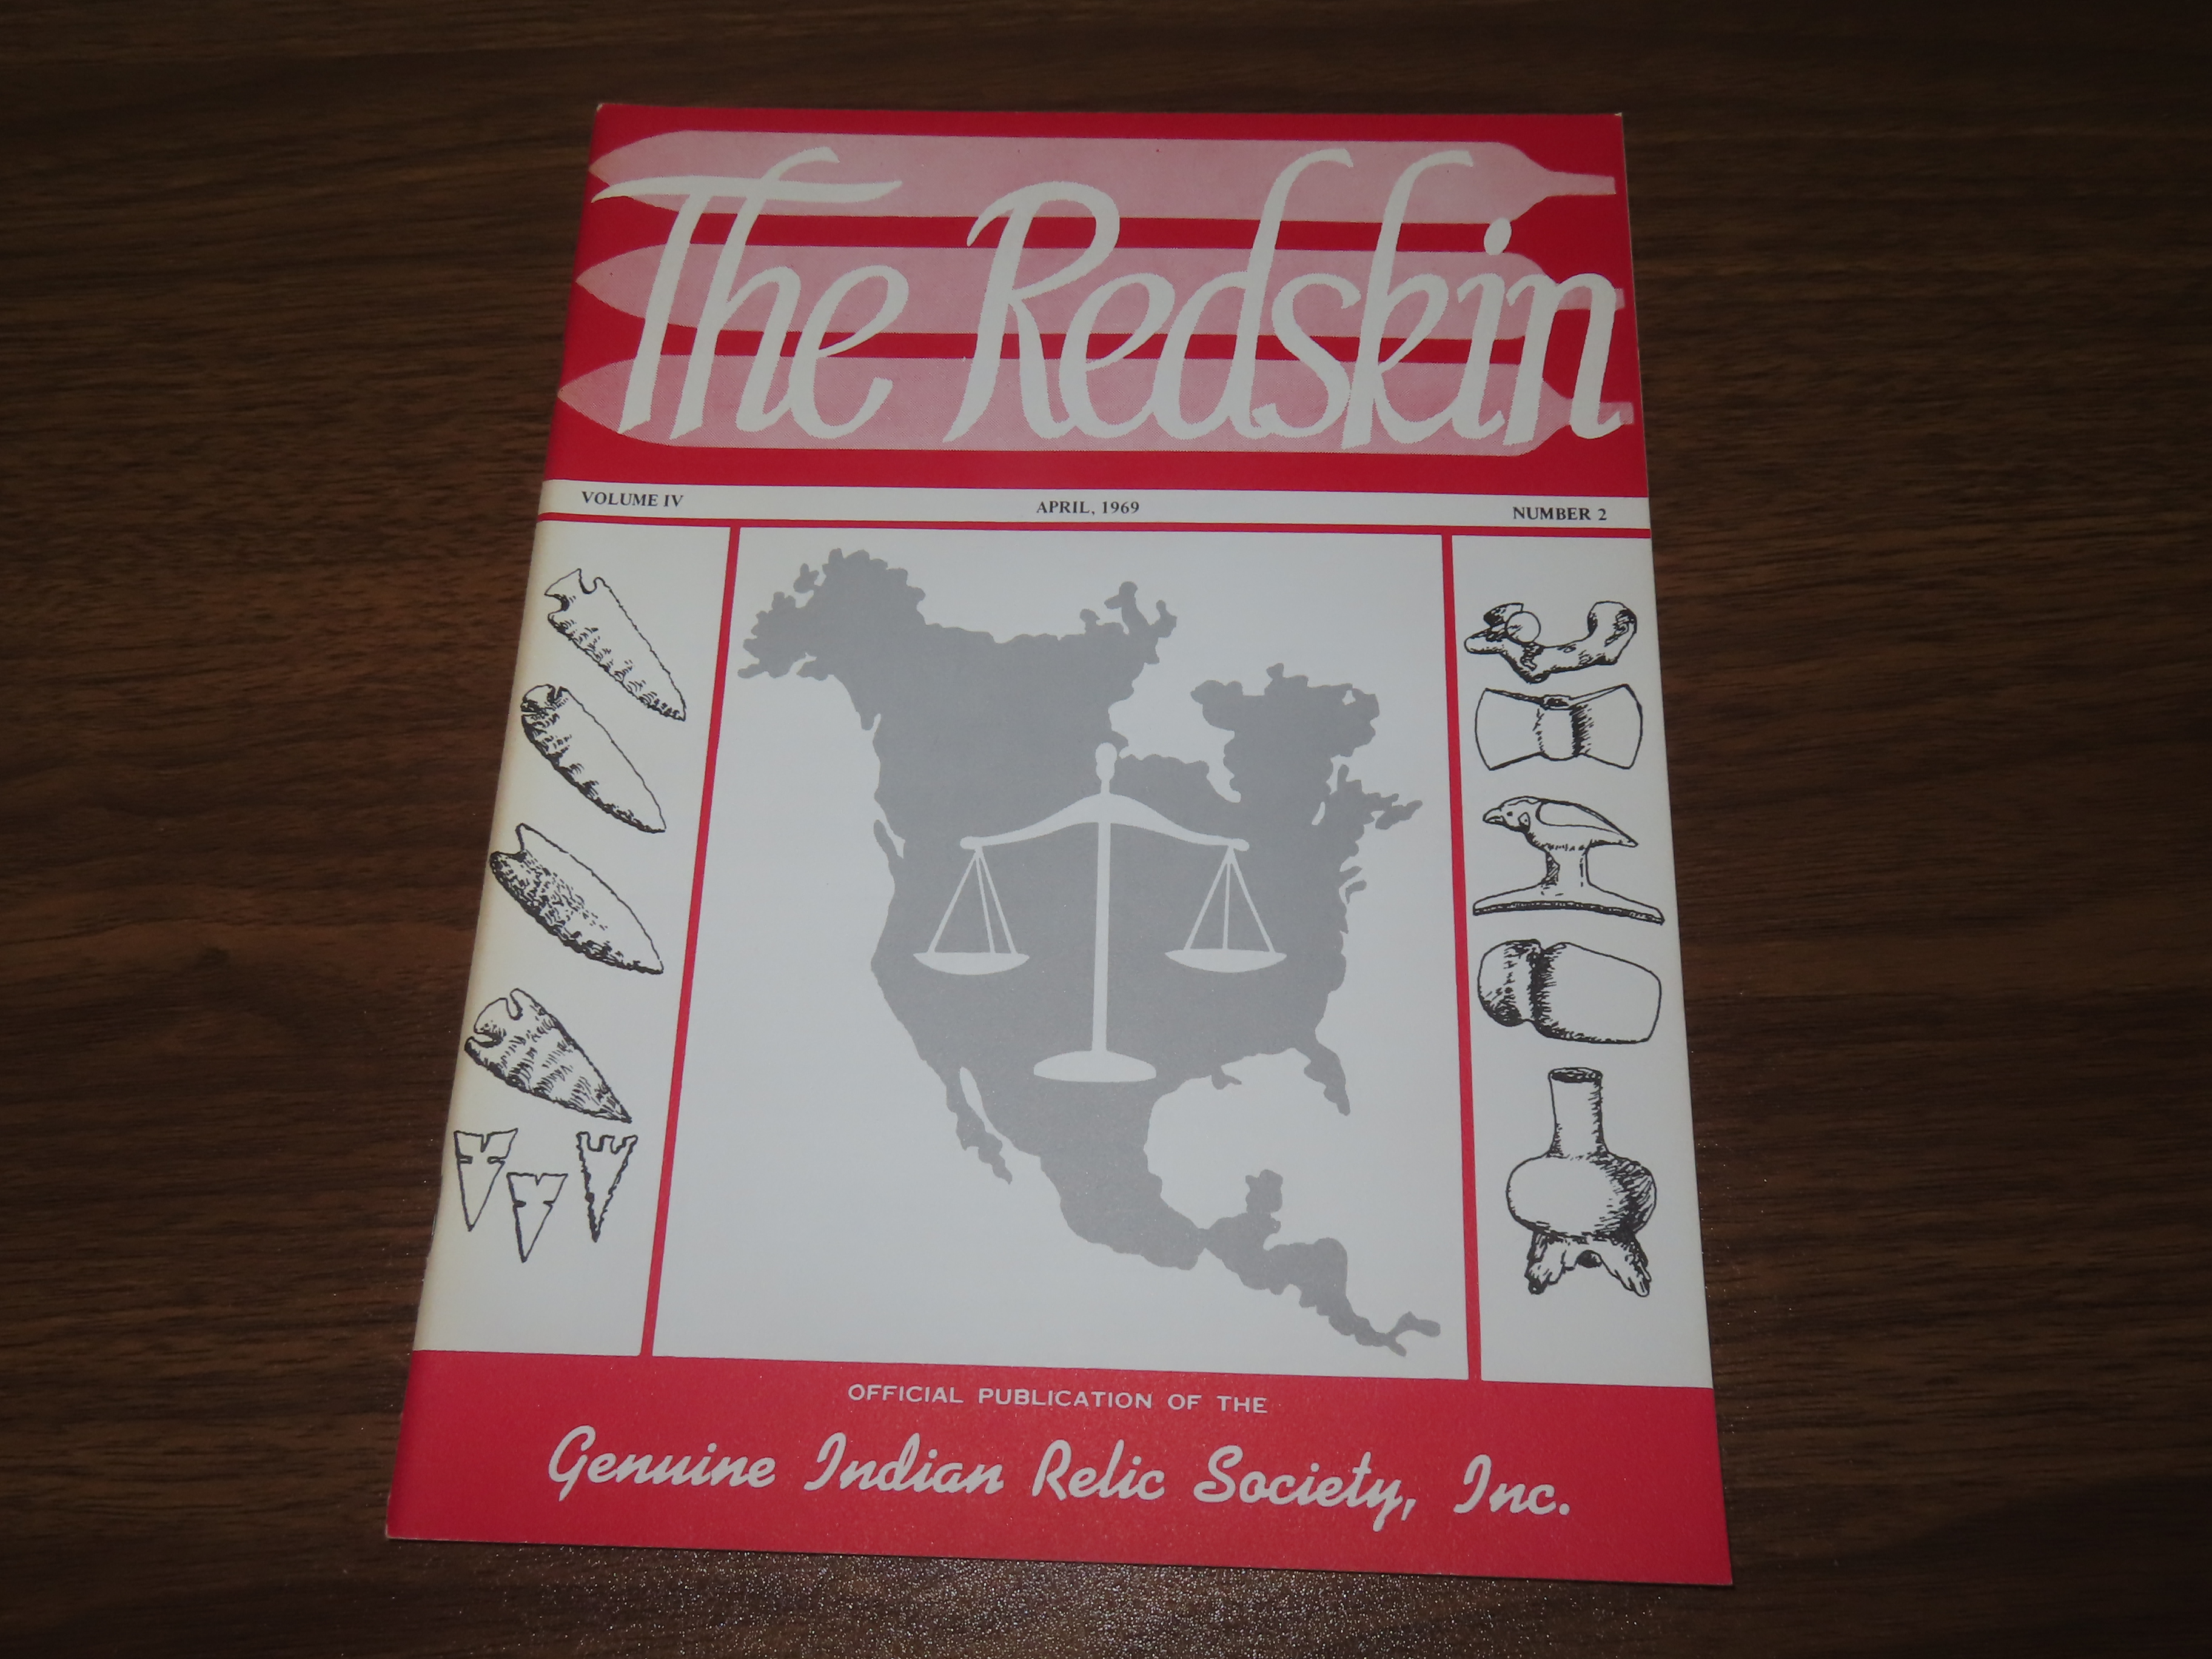 The Redskin
VOLUME IV APRIL, 1969 NUMBER 2
OFFICIAL PUBLICATION OF THE
Genuine Indian Relic Society, Inc.